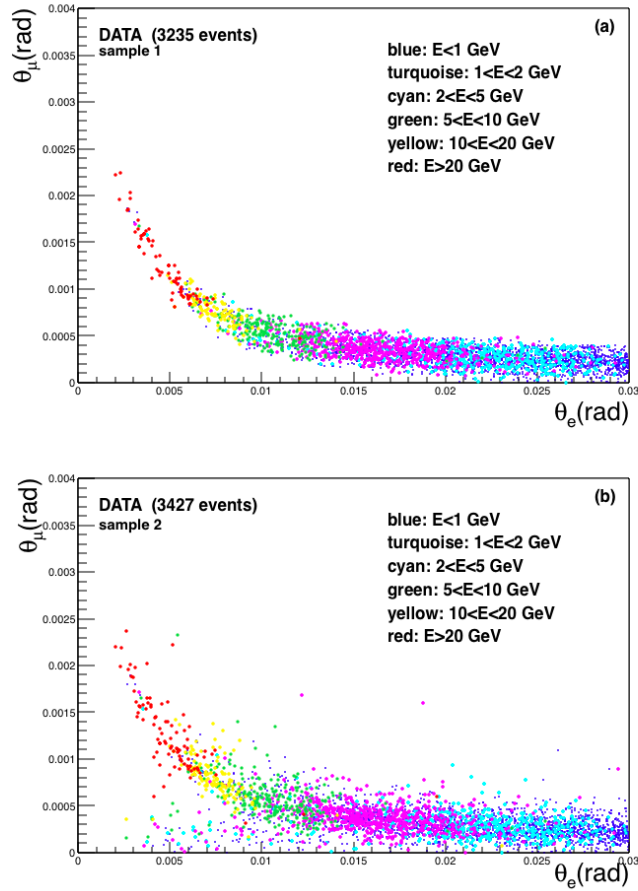 0.004
θμ(rad)
DATA (3235 events)
sample 1
(a)
blue: E<1 GeV
turquoise: 1<E<2 GeV
cyan: 2<E<5 GeV
green: 5<E<10 GeV
yellow: 10<E<20 GeV
red: E>20 GeV
0.0035
0.003
0.0025
0.002
0.0015
0.001
0.0005
0
0 0.005 0.01 0.015 0.02 0.025 0.03
θe(rad)
0.004
θμ(rad)
DATA (3427 events)
sample 2
(b)
blue: E<1 GeV
turquoise: 1<E<2 GeV
cyan: 2<E<5 GeV
green: 5<E<10 GeV
yellow: 10<E<20 GeV
red: E>20 GeV
0.0035
0.003
0.0025
0.002
0.0015
0.001
0.0005
0
0 0.005 0.01 0.015 0.02 0.025 0.03
θe(rad)